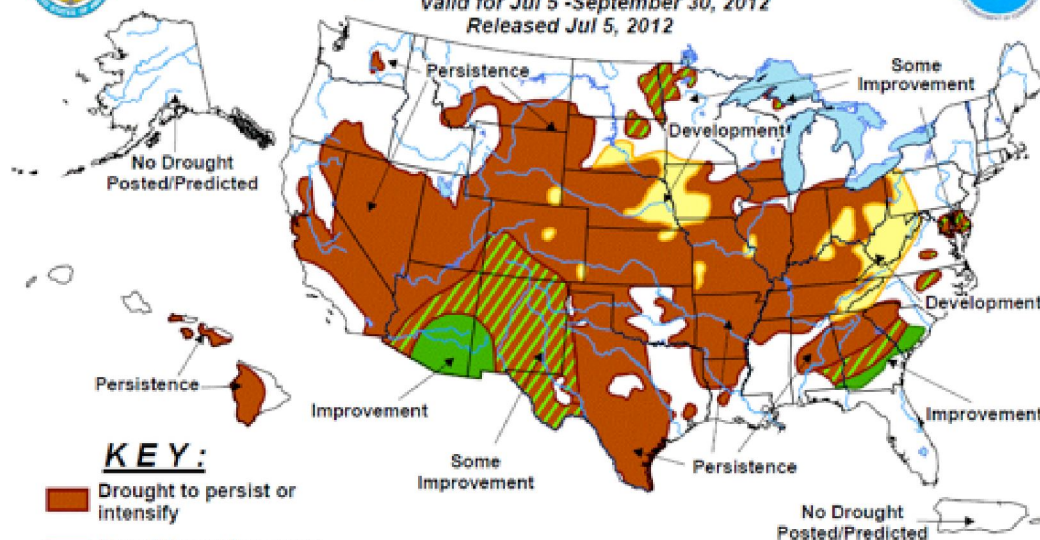 Valid for Jul 5 -September 30, 2012
Released Jul 5, 2012
Persistence
Some
Improvement
Development
No Drought
Posted/Predicted
Development
Persistence
Improvement
Improvement
Some
Improvement
Persistence
KEY:
Drought to persist or
intensify
No Drought
Posted/Predicted